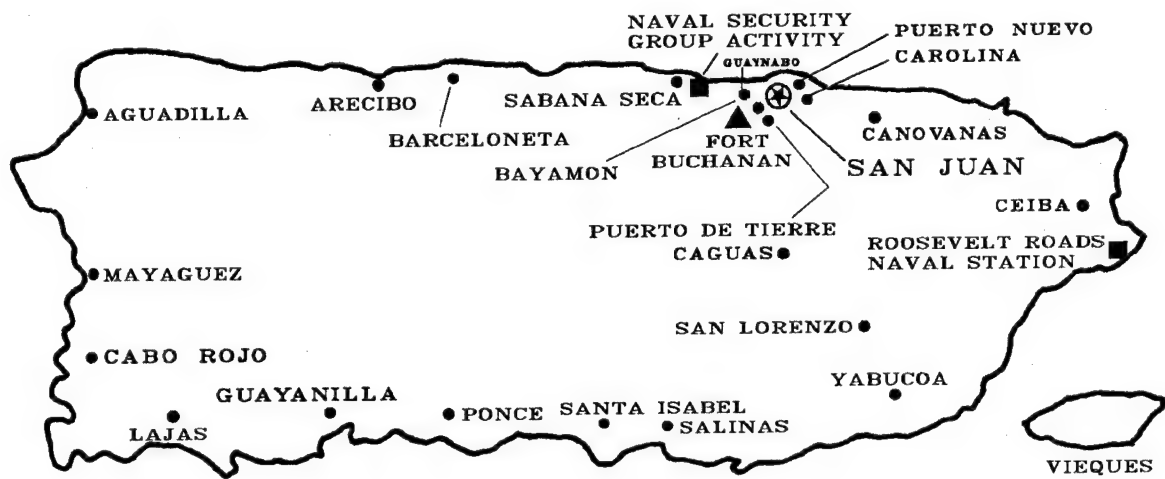 NAVAL SECURITY
GROUP ACTIVITY
PUERTO NUEVO
CAROLINA
GUAYNABO
AGUADILLA
ARECIBO
BARCELONETA
SABANA SECA
BAYAMON
FORT
BUCHANAN
CANOVANAS
SAN JUAN
CEIBA
PUERTO DE TIERRE
CAGUAS
ROOSEVELT ROADS
NAVAL STATION
MAYAGUEZ
SAN LORENZO
CABO ROJO
YABUCOA
GUAYANILLA
LAJAS
PONCE
SANTA ISABEL
SALINAS
VIEQUES